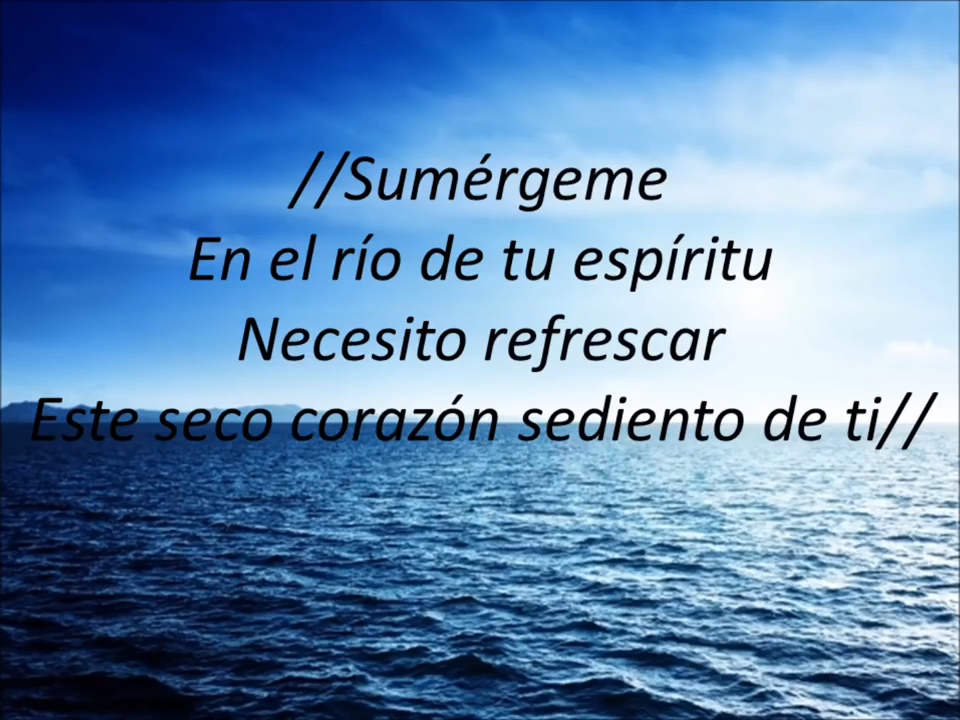 //Sumérgeme
En el río de tu espíritu
Necesito refrescar
Este seco corazón sediento de ti//